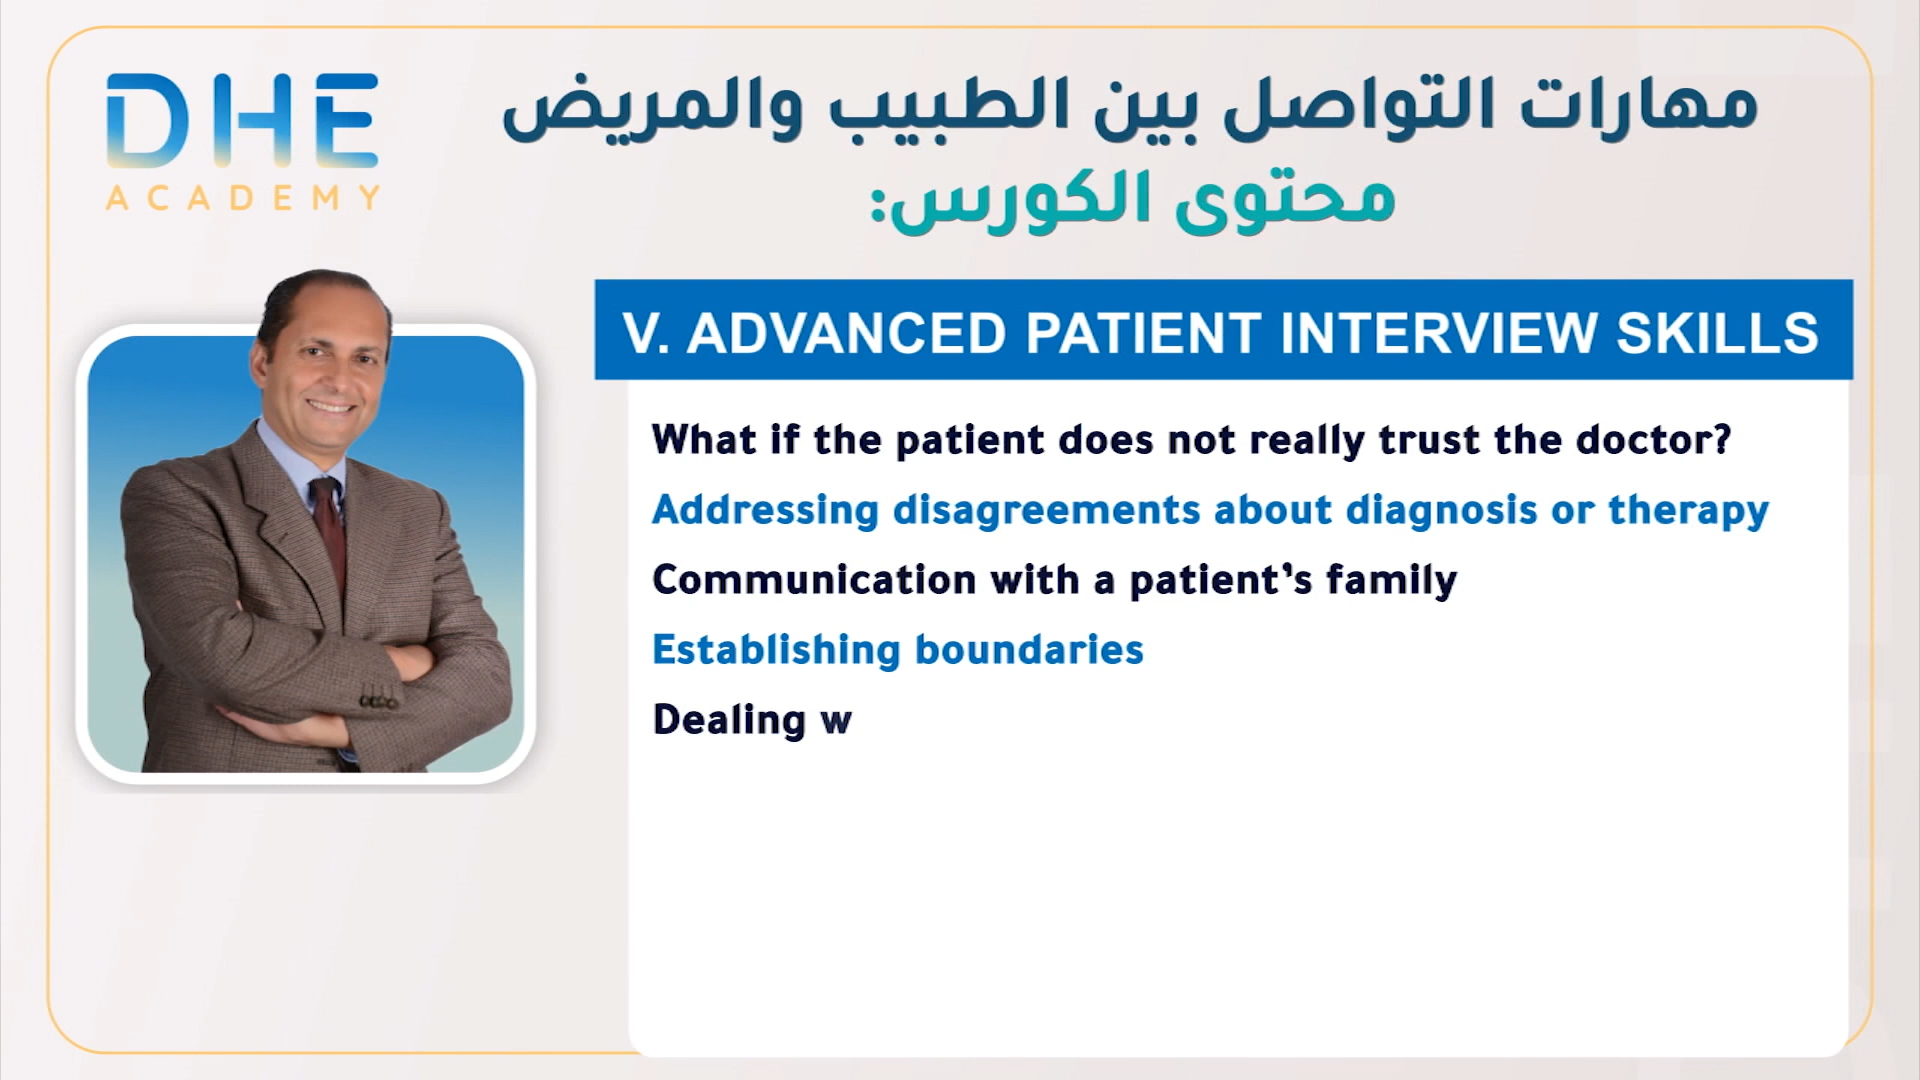 DHE
ACADEMY
مهارات التواصل بين الطبيب والمريض
محتوى الكورس:
V. ADVANCED PATIENT INTERVIEW SKILLS
What if the patient does not really trust the doctor?
Addressing disagreements about diagnosis or therapy
Communication with a patient's family
Establishing boundaries
Dealing w